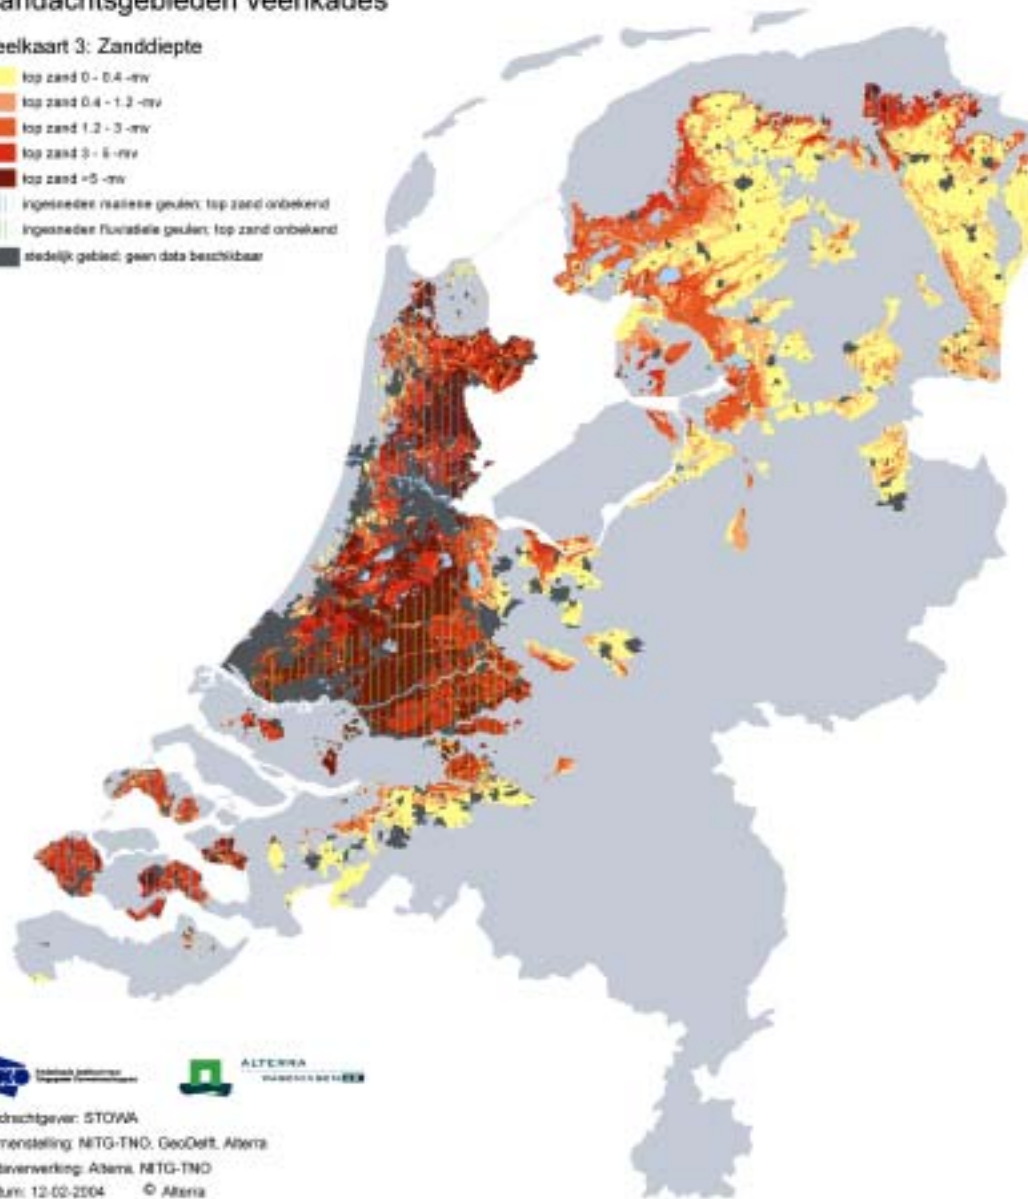 andachtsgebieden veenkades
eelkaart 3: Zanddiepte
top zand 0 - 0.4 -mv
top zand 0.4 - 1.2 -mv
top zand 1.2 - 3 -mv
top zand 3 - 5 -mv
top zand >5 -mv
ingesneden mariene geulen: top zand onbekend
ingesneden fluviatiele geulen: top zand onbekend
stedelijk gebied: geen data beschikbaar
ALTERRA
WAGENINGEN UR
drachtgever: STOWA
menstelling: NITG-TNO, GeoDelft, Alterra
taverwerking: Alterra, NITG-TNO
tum: 12-02-2004 © Alterra